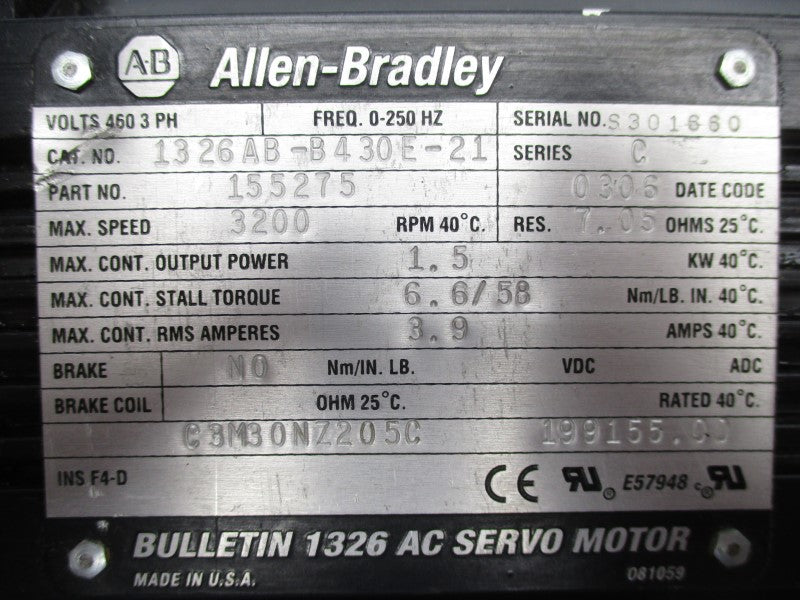 A-B Allen-Bradley
VOLTS 460 3 PH FREQ. 0-250 HZ SERIAL NO. S301660
CAT. NO. 1326AB-B430E-21 SERIES C
PART NO. 155275 0306 DATE CODE
MAX. SPEED 3200 RPM 40°C. RES. 7.05 OHMS 25°C.
MAX. CONT. OUTPUT POWER 1.5 KW 40°C.
MAX. CONT. STALL TORQUE 6.6/58 Nm/LB. IN. 40°C.
MAX. CONT. RMS AMPERES 3.9 AMPS 40°C.
BRAKE NO Nm/IN. LB. VDC ADC
BRAKE COIL OHM 25°C. RATED 40°C.
C3M30NZ205C 199155.00
INS F4-D CE RU E57948 c RU
BULLETIN 1326 AC SERVO MOTOR
MADE IN U.S.A. 081059